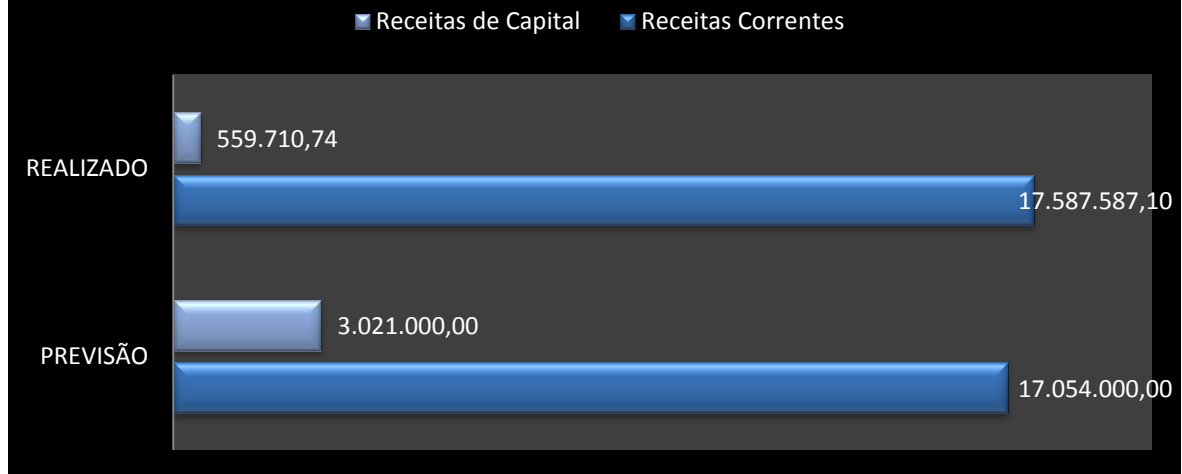 Receitas de Capital Receitas Correntes
559.710,74
REALIZADO
17.587.587,10
3.021.000,00
PREVISÃO
17.054.000,00